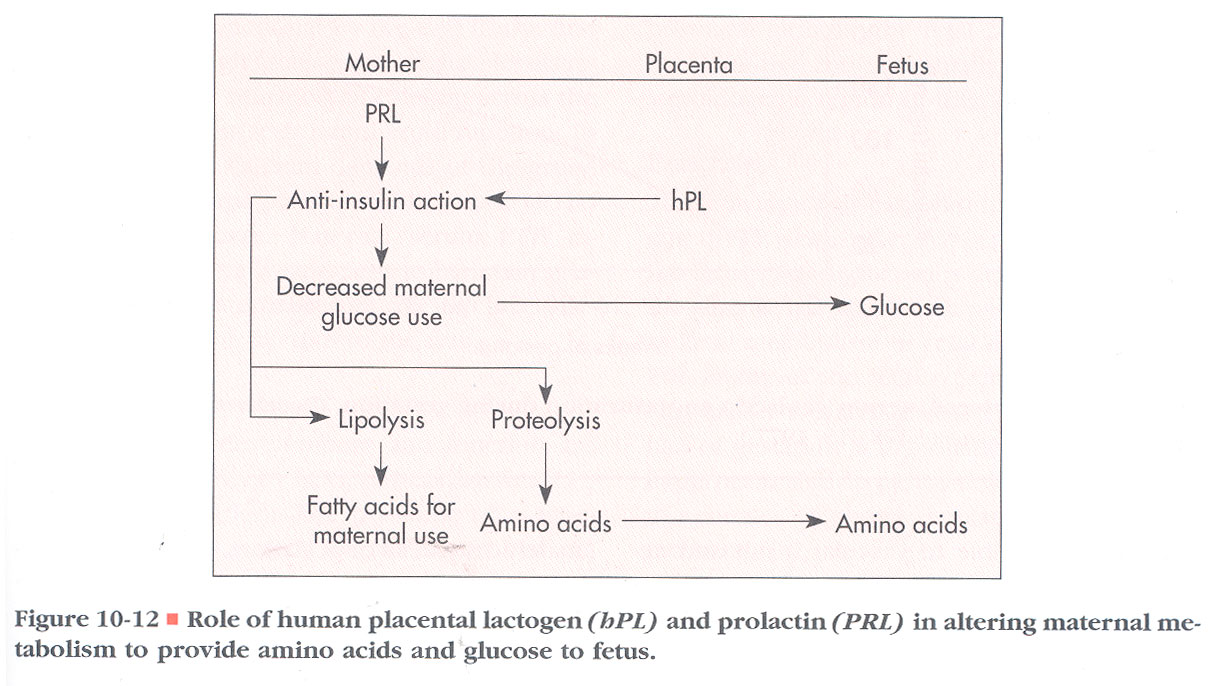 Mother Placenta Fetus
PRL
Anti-insulin action hPL
Decreased maternal
glucose use
Glucose
Lipolysis Proteolysis
Fatty acids for
maternal use
Amino acids Amino acids
Figure 10-12 ■ Role of human placental lactogen (hPL) and prolactin (PRL) in altering maternal me-
tabolism to provide amino acids and glucose to fetus.